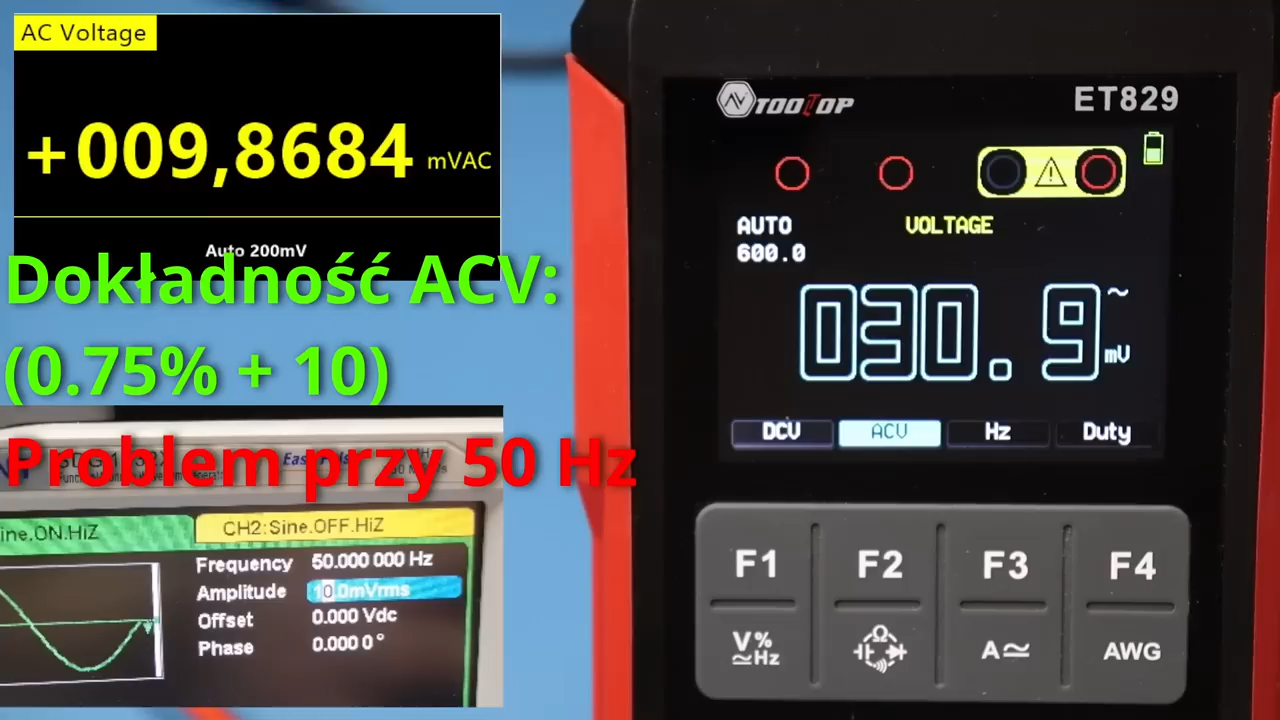 AC Voltage
+009,8684 mVAC
Auto 200mV
Dokładność ACV:
(0.75% + 10)
Problem przy 50 Hz
ine.ON.HiZ
CH2:Sine.OFF.HiZ
Frequency 50.000 000 Hz
Amplitude 10.0mVrms
Offset 0.000 Vdc
Phase 0.000 0°
TOOLTOP
ET829
AUTO
VOLTAGE
600.0
030.9 ~ mV
DCV ACV Hz Duty
F1 F2 F3 F4
V≃%Hz Ω A≃ AWG